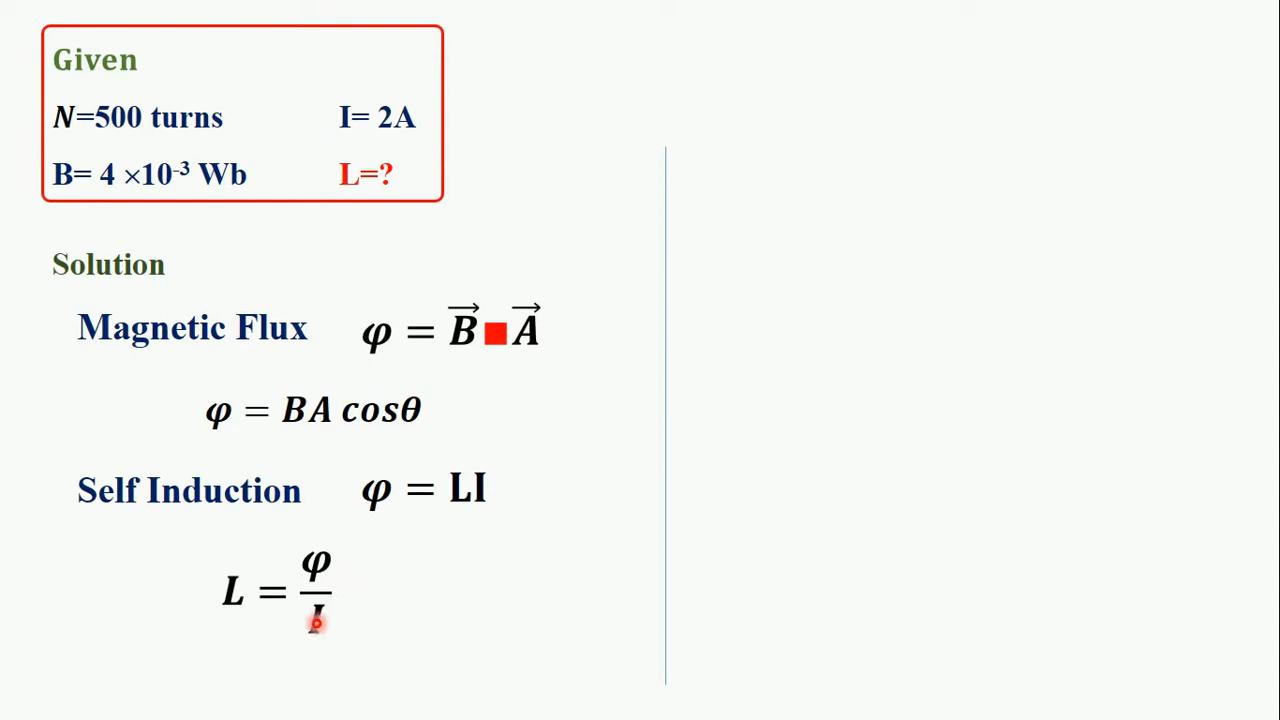 Given
N=500 turns I= 2A
B= 4 ×10⁻³ Wb L=?
Solution
Magnetic Flux φ = B⃗ ▪ A⃗
φ = BA cosθ
Self Induction φ = LI
L = φ/I